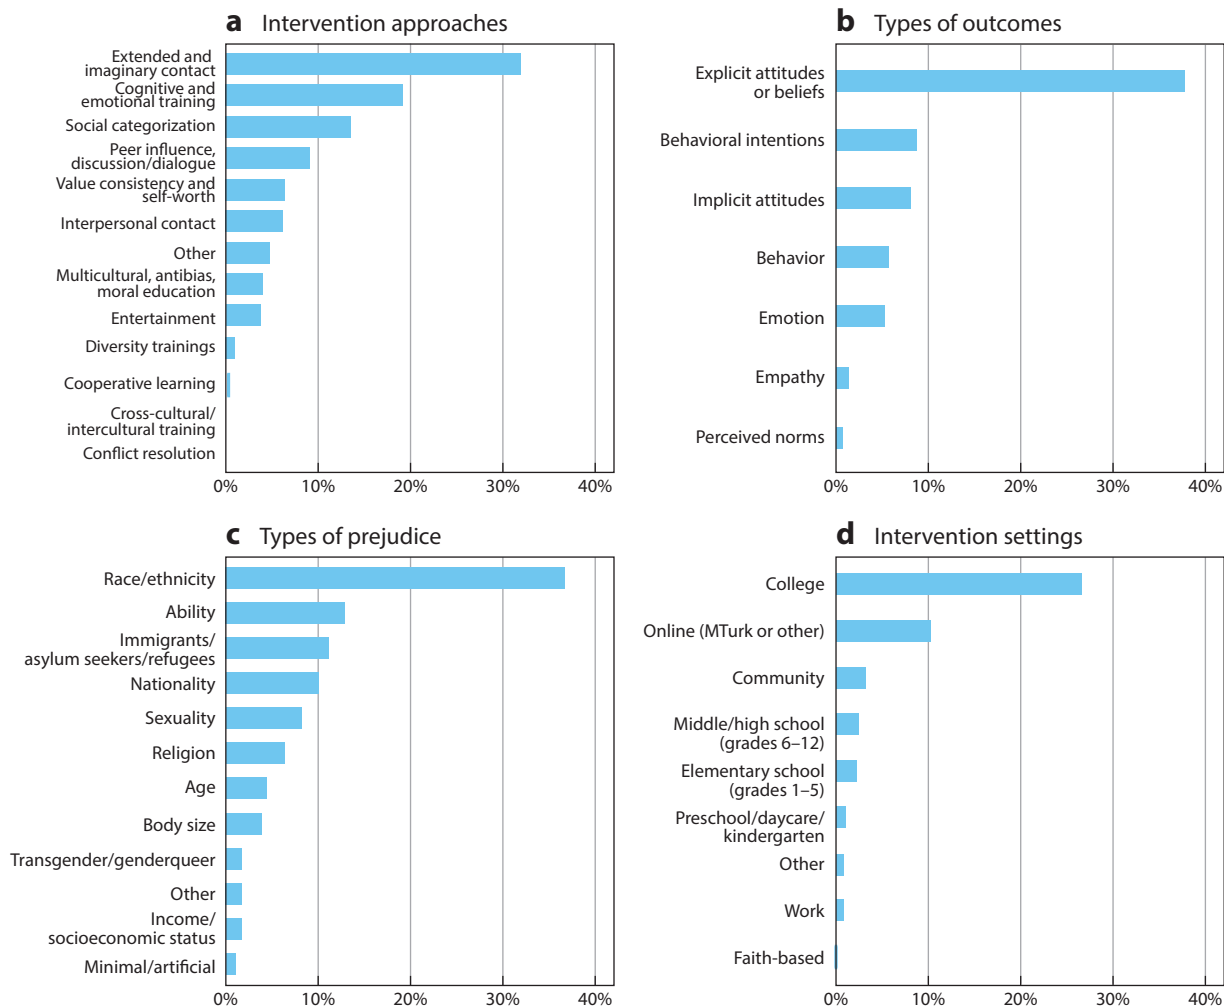 a Intervention approaches
Extended and
imaginary contact
Cognitive and
emotional training
Social categorization
Peer influence,
discussion/dialogue
Value consistency and
self-worth
Interpersonal contact
Other
Multicultural, antibias,
moral education
Entertainment
Diversity trainings
Cooperative learning
Cross-cultural/
intercultural training
Conflict resolution
0% 10% 20% 30% 40%
b Types of outcomes
Explicit attitudes
or beliefs
Behavioral intentions
Implicit attitudes
Behavior
Emotion
Empathy
Perceived norms
0% 10% 20% 30% 40%
c Types of prejudice
Race/ethnicity
Ability
Immigrants/
asylum seekers/refugees
Nationality
Sexuality
Religion
Age
Body size
Transgender/genderqueer
Other
Income/
socioeconomic status
Minimal/artificial
0% 10% 20% 30% 40%
d Intervention settings
College
Online (MTurk or other)
Community
Middle/high school
(grades 6–12)
Elementary school
(grades 1–5)
Preschool/daycare/
kindergarten
Other
Work
Faith-based
0% 10% 20% 30% 40%